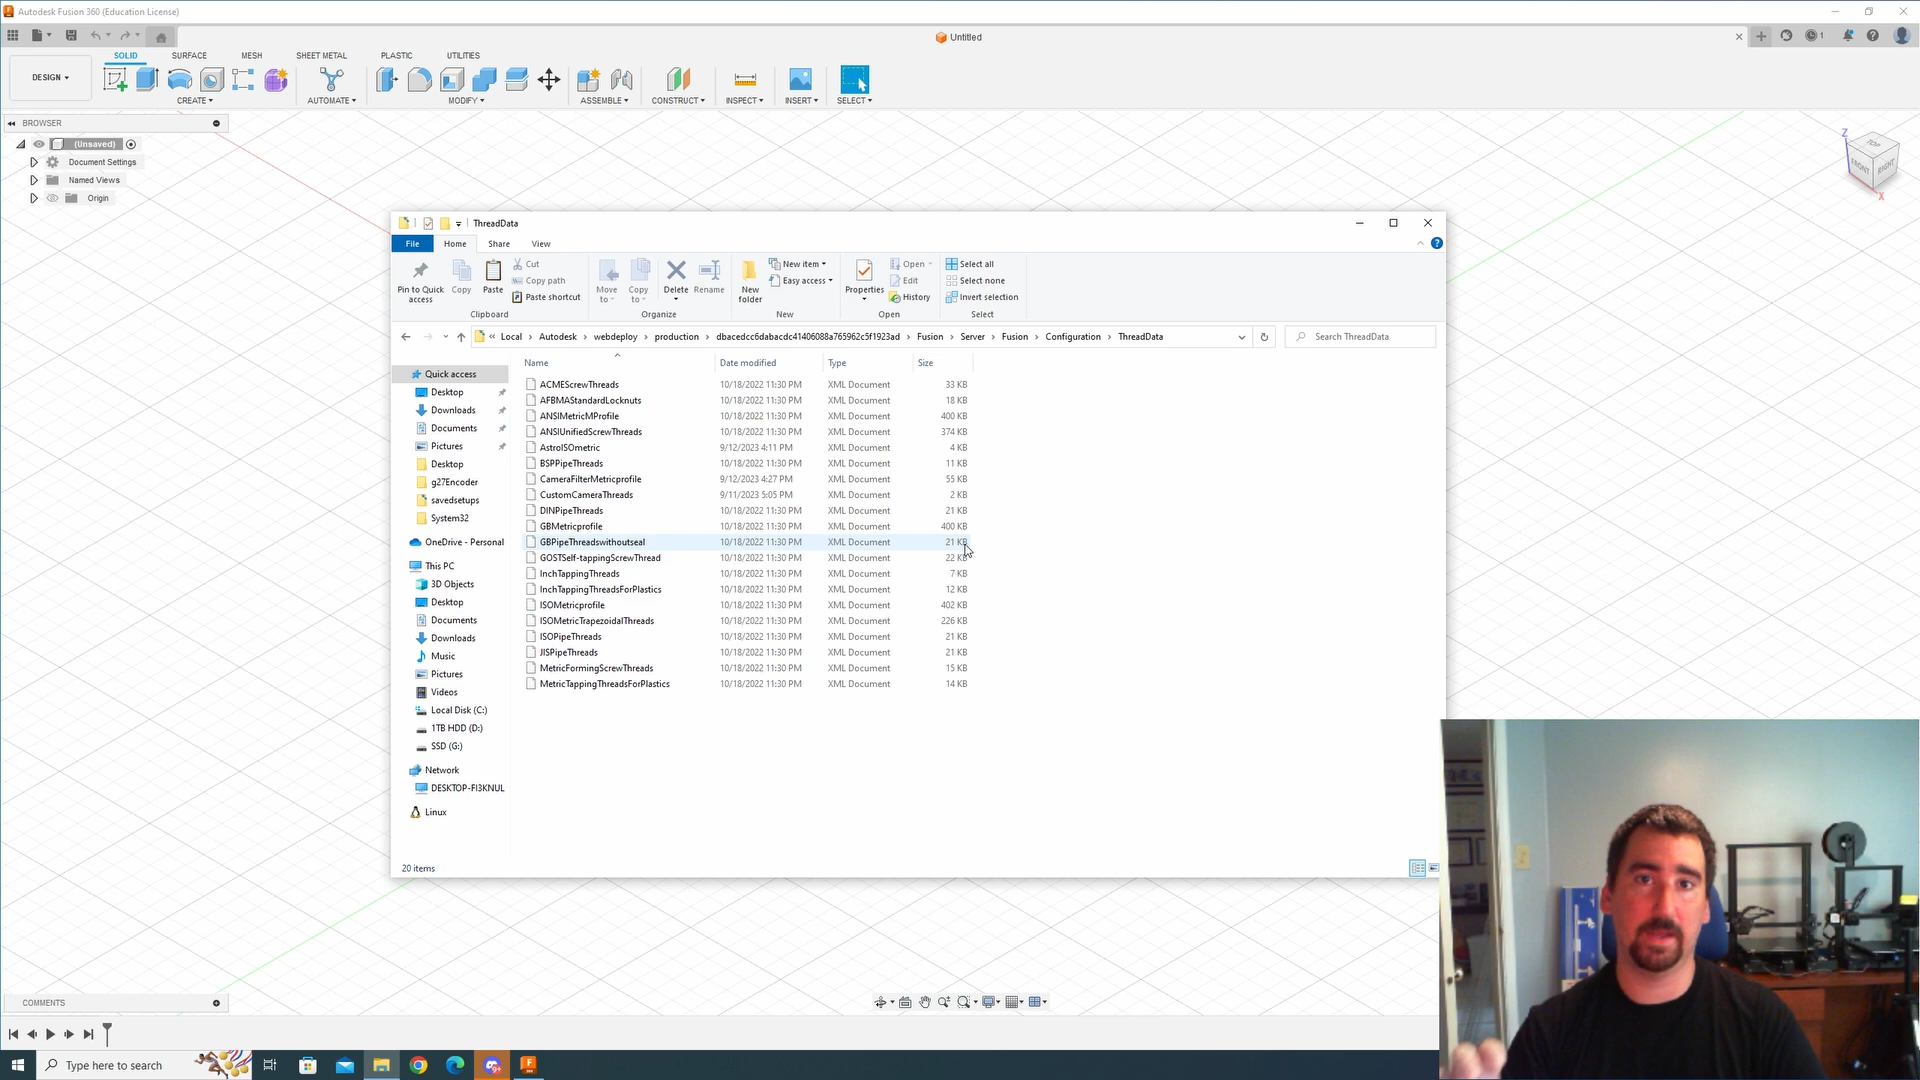 Autodesk Fusion 360 (Education License)
Untitled
1
SOLID SURFACE MESH SHEET METAL PLASTIC UTILITIES
DESIGN
CREATE AUTOMATE MODIFY ASSEMBLE CONSTRUCT INSPECT INSERT SELECT
BROWSER
(Unsaved)
Document Settings
Named Views
Origin
Z
TOP
FRONT RIGHT
X
ThreadData
File Home Share View
Pin to Quick access
Copy
Paste
Cut
Copy path
Paste shortcut
Clipboard
Move to
Copy to
Delete
Rename
Organize
New folder
New item
Easy access
New
Properties
Open
Edit
History
Open
Select all
Select none
Invert selection
Select
« Local › Autodesk › webdeploy › production › dbacedcc6dabacdc41406088a765962c5f1923ad › Fusion › Server › Fusion › Configuration › ThreadData
Search ThreadData
Name Date modified Type Size
ACMEScrewThreads 10/18/2022 11:30 PM XML Document 33 KB
AFBMAStandardLocknuts 10/18/2022 11:30 PM XML Document 18 KB
ANSIMetricMProfile 10/18/2022 11:30 PM XML Document 400 KB
ANSIUnifiedScrewThreads 10/18/2022 11:30 PM XML Document 374 KB
AstroISOmetric 9/12/2023 4:11 PM XML Document 4 KB
BSPPipeThreads 10/18/2022 11:30 PM XML Document 11 KB
CameraFilterMetricprofile 9/12/2023 4:27 PM XML Document 55 KB
CustomCameraThreads 9/11/2023 5:05 PM XML Document 2 KB
DINPipeThreads 10/18/2022 11:30 PM XML Document 21 KB
GBMetricprofile 10/18/2022 11:30 PM XML Document 400 KB
GBPipeThreadswithoutseal 10/18/2022 11:30 PM XML Document 21 KB
GOSTSelf-tappingScrewThread 10/18/2022 11:30 PM XML Document 22 KB
InchTappingThreads 10/18/2022 11:30 PM XML Document 7 KB
InchTappingThreadsForPlastics 10/18/2022 11:30 PM XML Document 12 KB
ISOMetricprofile 10/18/2022 11:30 PM XML Document 402 KB
ISOMetricTrapezoidalThreads 10/18/2022 11:30 PM XML Document 226 KB
ISOPipeThreads 10/18/2022 11:30 PM XML Document 21 KB
JISPipeThreads 10/18/2022 11:30 PM XML Document 21 KB
MetricFormingScrewThreads 10/18/2022 11:30 PM XML Document 15 KB
MetricTappingThreadsForPlastics 10/18/2022 11:30 PM XML Document 14 KB
Quick access
Desktop
Downloads
Documents
Pictures
Desktop
g27Encoder
savedsetups
System32
OneDrive - Personal
This PC
3D Objects
Desktop
Documents
Downloads
Music
Pictures
Videos
Local Disk (C:)
1TB HDD (D:)
SSD (G:)
Network
DESKTOP-FI3KNUL
Linux
20 items
COMMENTS
Type here to search